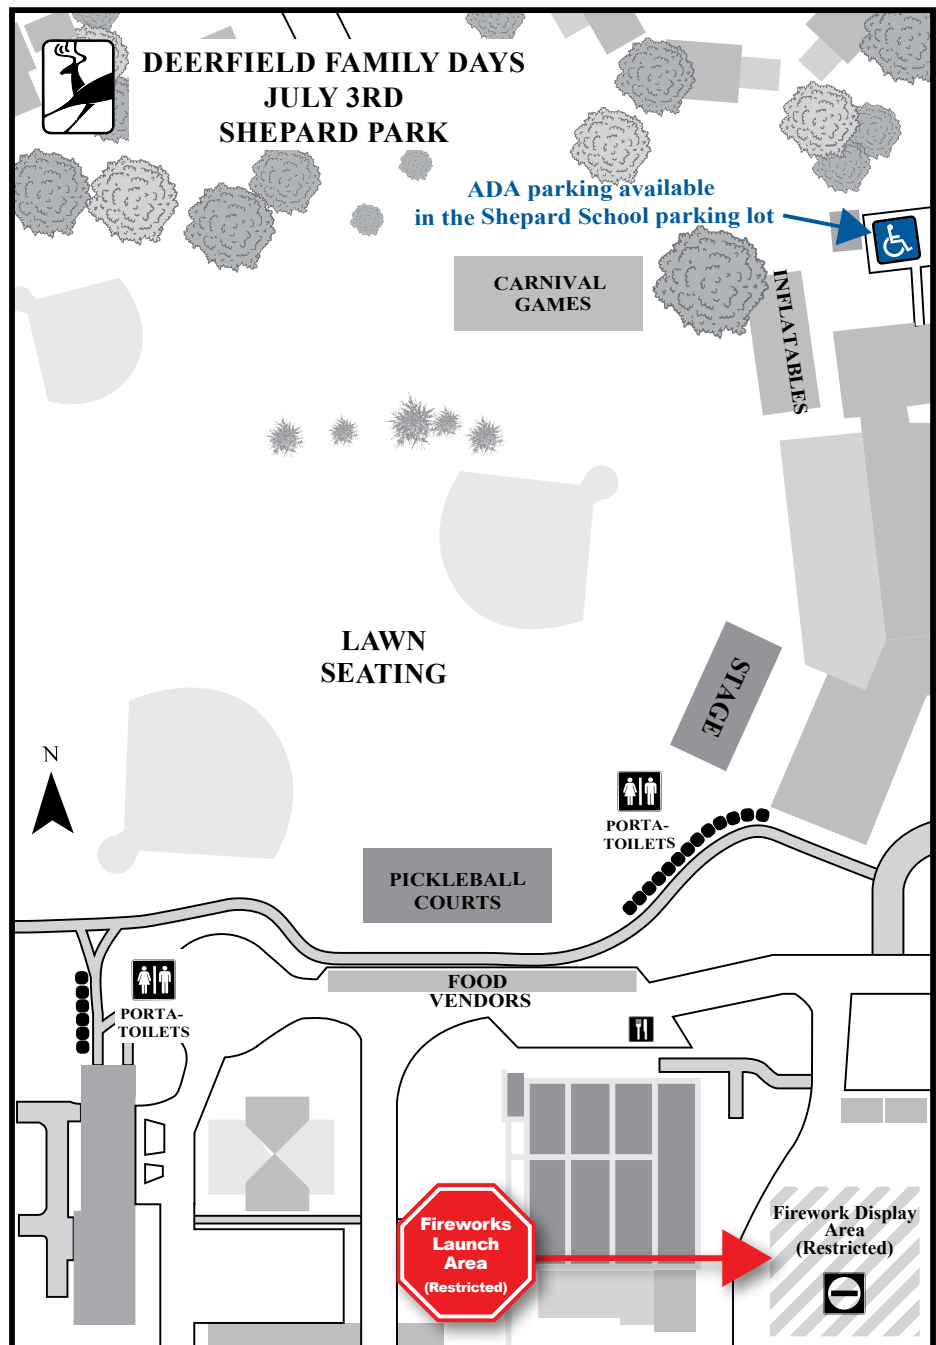 DEERFIELD FAMILY DAYS
JULY 3RD
SHEPARD PARK
ADA parking available
in the Shepard School parking lot
CARNIVAL
GAMES
INFLATABLES
LAWN
SEATING
STAGE
N
PORTA-
TOILETS
PICKLEBALL
COURTS
FOOD
VENDORS
PORTA-
TOILETS
Fireworks
Launch
Area
(Restricted)
Firework Display
Area
(Restricted)